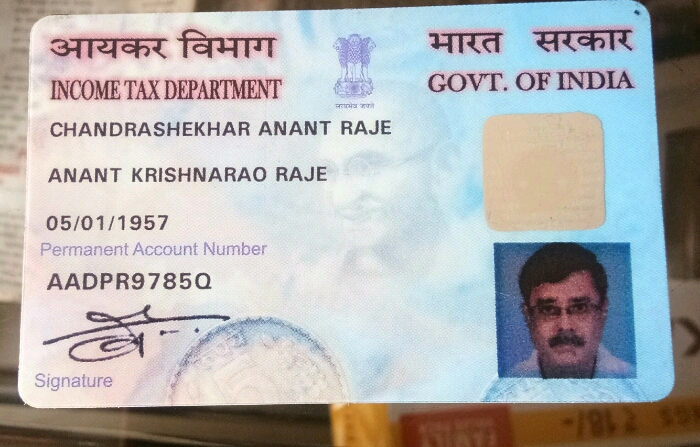 आयकर विभाग
INCOME TAX DEPARTMENT
सत्यमेव जयते
भारत सरकार
GOVT. OF INDIA
CHANDRASHEKHAR ANANT RAJE
ANANT KRISHNARAO RAJE
05/01/1957
Permanent Account Number
AADPR9785Q
Signature